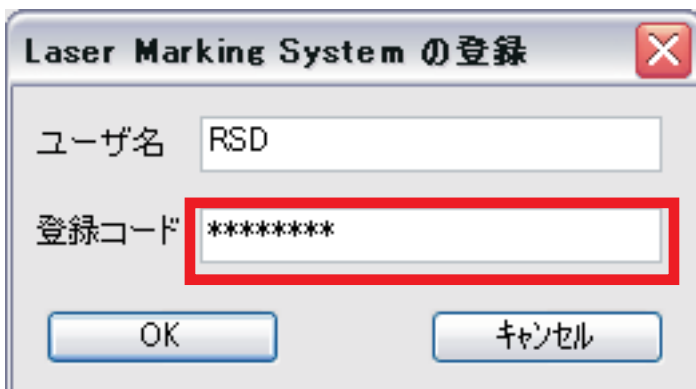 Laser Marking System の登録
ユーザ名 RSD
登録コード ********
OK キャンセル